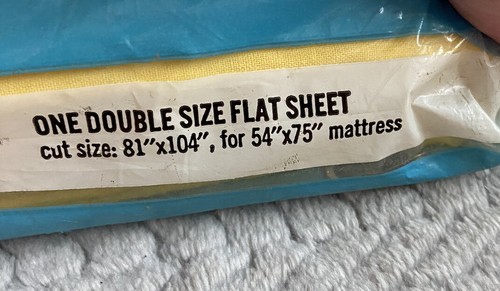 ONE DOUBLE SIZE FLAT SHEET
cut size: 81"x104", for 54"x75" mattress